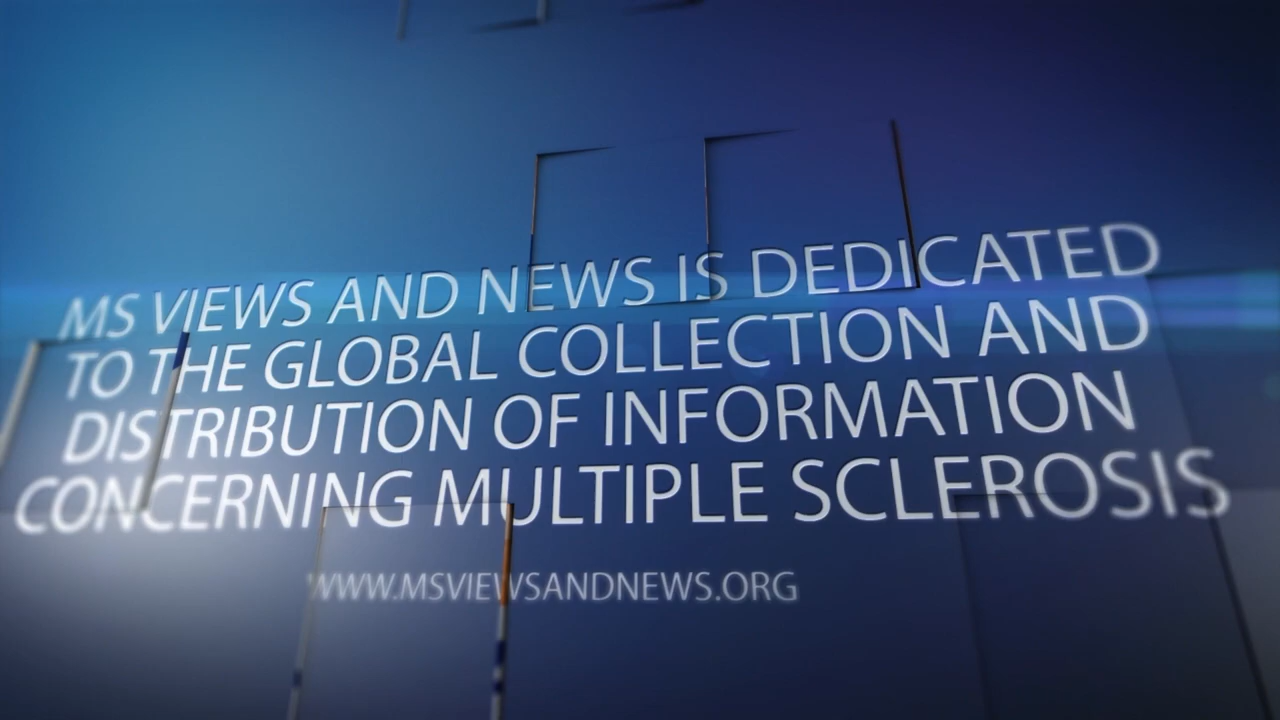 MS VIEWS AND NEWS IS DEDICATED
TO THE GLOBAL COLLECTION AND
DISTRIBUTION OF INFORMATION
CONCERNING MULTIPLE SCLEROSIS
WWW.MSVIEWSANDNEWS.ORG